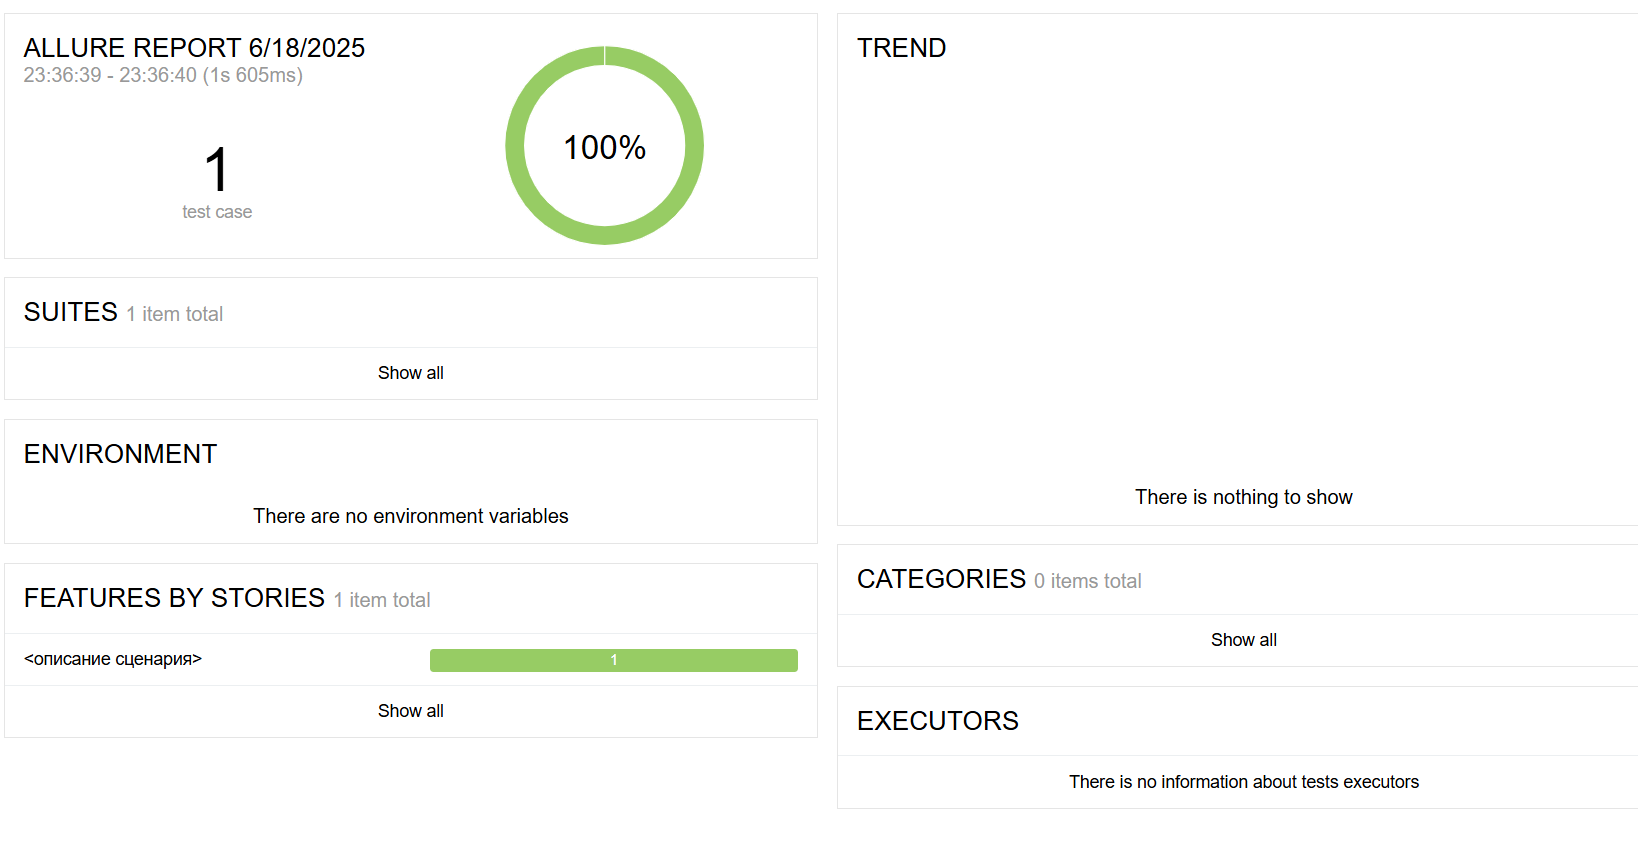 ALLURE REPORT 6/18/2025
23:36:39 - 23:36:40 (1s 605ms)
1
test case
100%
SUITES 1 item total
Show all
ENVIRONMENT
There are no environment variables
FEATURES BY STORIES 1 item total
<описание сценария> 1
Show all
TREND
There is nothing to show
CATEGORIES 0 items total
Show all
EXECUTORS
There is no information about tests executors